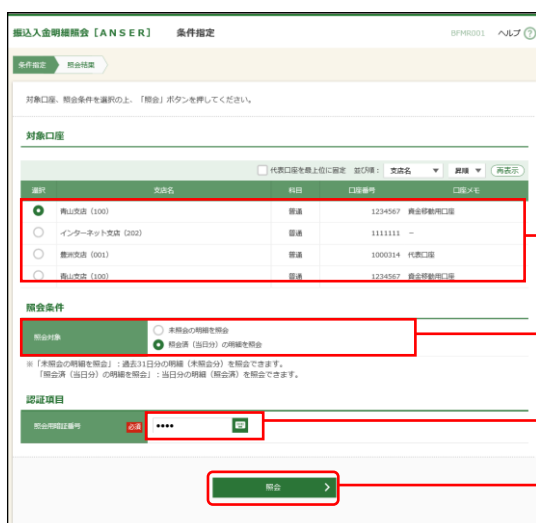 振込入金明細照会［ＡＮＳＥＲ］ 条件指定 BFMR001 ヘルプ ?
条件指定 照会結果
対象口座、照会条件を選択の上、「照会」ボタンを押してください。
対象口座
代表口座を最上位に固定 並び順： 支店名 ▼ 昇順 ▼ 再表示
選択 支店名 科目 口座番号 口座メモ
青山支店（100） 普通 1234567 資金移動用口座
インターネット支店（202） 普通 1111111 －
豊洲支店（001） 普通 1000314 代表口座
青山支店（100） 普通 1234567 資金移動用口座
照会条件
照会対象
未照会の明細を照会
照会済（当日分）の明細を照会
※「未照会の明細を照会」：過去31日分の明細（未照会分）を照会できます。
「照会済（当日分）の明細を照会」：当日分の明細（照会済）を照会できます。
認証項目
照会用暗証番号 必須 ••••
照会